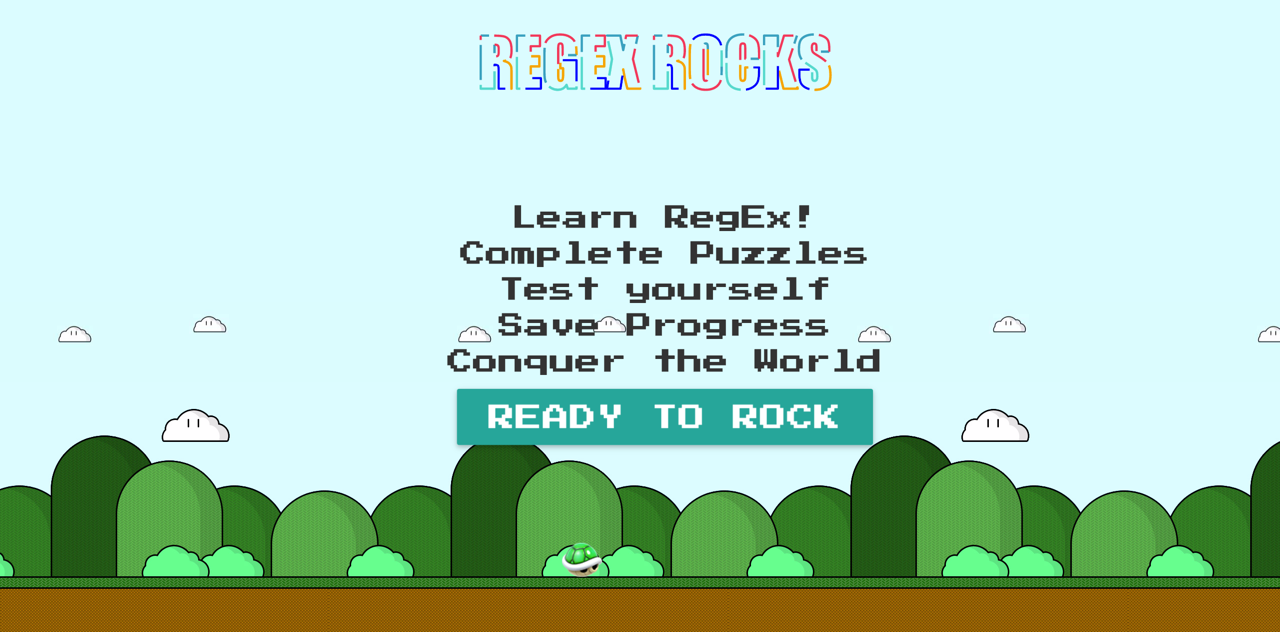 REGEX ROCKS
Learn RegEx!
Complete Puzzles
Test yourself
Save Progress
Conquer the World
READY TO ROCK